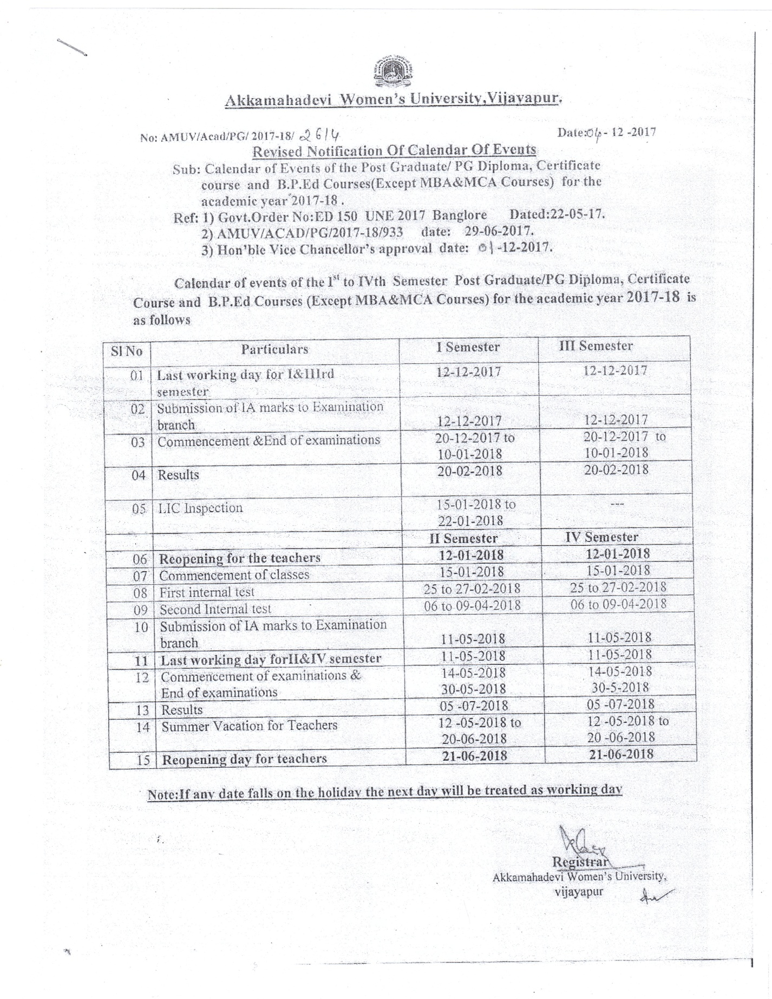 Akkamahadevi Women's University,Vijayapur.
No: AMUV/Acad/PG/ 2017-18/ 2614
Date:04- 12 -2017
Revised Notification Of Calendar Of Events
Sub: Calendar of Events of the Post Graduate/ PG Diploma, Certificate
course and B.P.Ed Courses(Except MBA&MCA Courses) for the
academic year 2017-18 .
Ref: 1) Govt.Order No:ED 150 UNE 2017 Banglore Dated:22-05-17.
2) AMUV/ACAD/PG/2017-18/933 date: 29-06-2017.
3) Hon'ble Vice Chancellor's approval date: 01-12-2017.
Calendar of events of the Ist to IVth Semester Post Graduate/PG Diploma, Certificate
Course and B.P.Ed Courses (Except MBA&MCA Courses) for the academic year 2017-18 is
as follows
Sl No Particulars I Semester III Semester
01 Last working day for I&IIIrd 12-12-2017 12-12-2017
semester
02 Submission of IA marks to Examination
branch 12-12-2017 12-12-2017
03 Commencement &End of examinations 20-12-2017 to 20-12-2017 to
10-01-2018 10-01-2018
04 Results 20-02-2018 20-02-2018
05 LIC Inspection 15-01-2018 to ---
22-01-2018
II Semester IV Semester
06 Reopening for the teachers 12-01-2018 12-01-2018
07 Commencement of classes 15-01-2018 15-01-2018
08 First internal test 25 to 27-02-2018 25 to 27-02-2018
09 Second Internal test 06 to 09-04-2018 06 to 09-04-2018
10 Submission of IA marks to Examination
branch 11-05-2018 11-05-2018
11 Last working day forII&IV semester 11-05-2018 11-05-2018
12 Commencement of examinations & 14-05-2018 14-05-2018
End of examinations 30-05-2018 30-5-2018
13 Results 05 -07-2018 05 -07-2018
14 Summer Vacation for Teachers 12 -05-2018 to 12 -05-2018 to
20-06-2018 20 -06-2018
15 Reopening day for teachers 21-06-2018 21-06-2018
Note:If any date falls on the holiday the next day will be treated as working day
Registrar
Akkamahadevi Women's University,
vijayapur